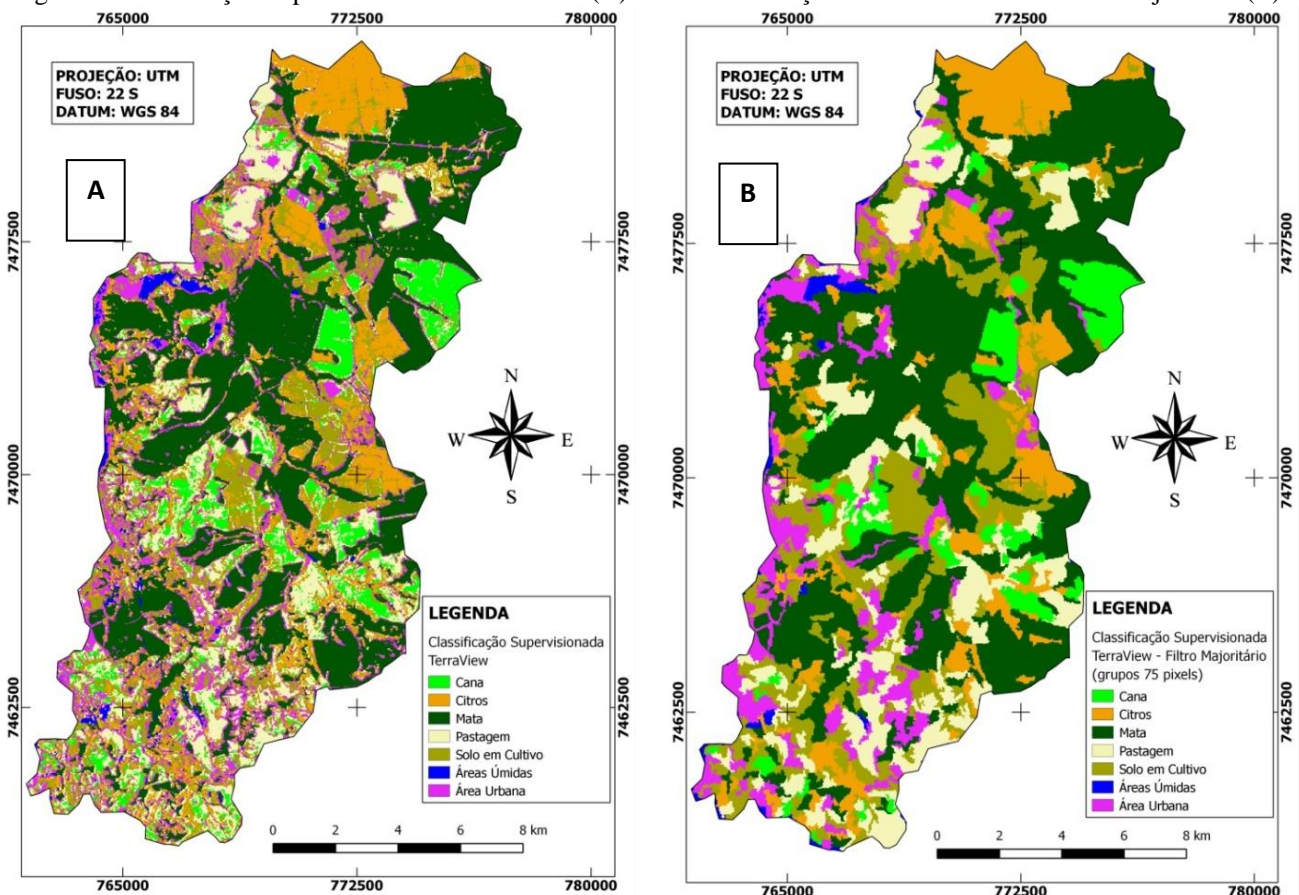 765000 772500 780000
PROJEÇÃO: UTM
FUSO: 22 S
DATUM: WGS 84
A
7477500 7477500
N
W E
S
7470000 7470000
LEGENDA
Classificação Supervisionada
TerraView
Cana
Citros
Mata
Pastagem
Solo em Cultivo
Áreas Úmidas
Área Urbana
7462500 7462500
0 2 4 6 8 km
765000 772500 780000
765000 772500 780000
PROJEÇÃO: UTM
FUSO: 22 S
DATUM: WGS 84
B
7477500 7477500
N
W E
S
7470000 7470000
LEGENDA
Classificação Supervisionada
TerraView - Filtro Majoritário
(grupos 75 pixels)
Cana
Citros
Mata
Pastagem
Solo em Cultivo
Áreas Úmidas
Área Urbana
7462500 7462500
0 2 4 6 8 km
765000 772500 780000